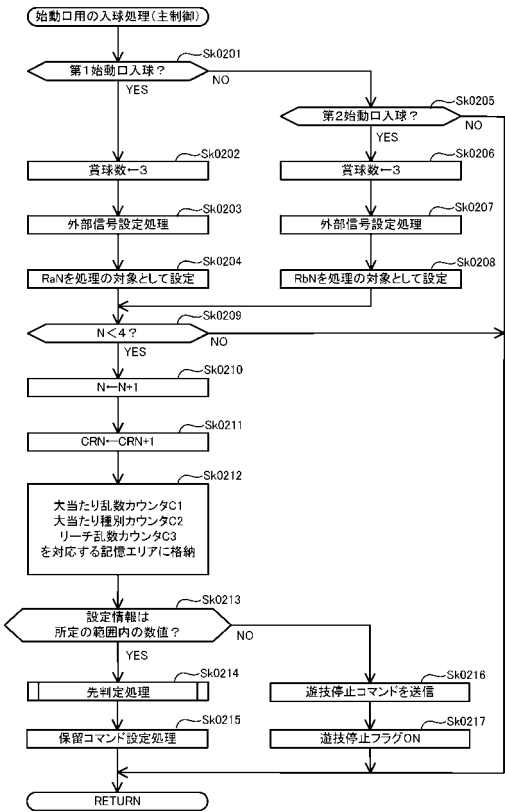 始動口用の入球処理(主制御)
Sk0201
第1始動口入球?
YES
NO
Sk0205
第2始動口入球?
YES
NO
Sk0202
賞球数←3
Sk0206
賞球数←3
Sk0203
外部信号設定処理
Sk0207
外部信号設定処理
Sk0204
RaNを処理の対象として設定
Sk0208
RbNを処理の対象として設定
Sk0209
N<4?
YES
NO
Sk0210
N←N+1
Sk0211
CRN←CRN+1
Sk0212
大当たり乱数カウンタC1
大当たり種別カウンタC2
リーチ乱数カウンタC3
を対応する記憶エリアに格納
Sk0213
設定情報は
所定の範囲内の数値?
YES
NO
Sk0214
先判定処理
Sk0215
保留コマンド設定処理
Sk0216
遊技停止コマンドを送信
Sk0217
遊技停止フラグON
RETURN